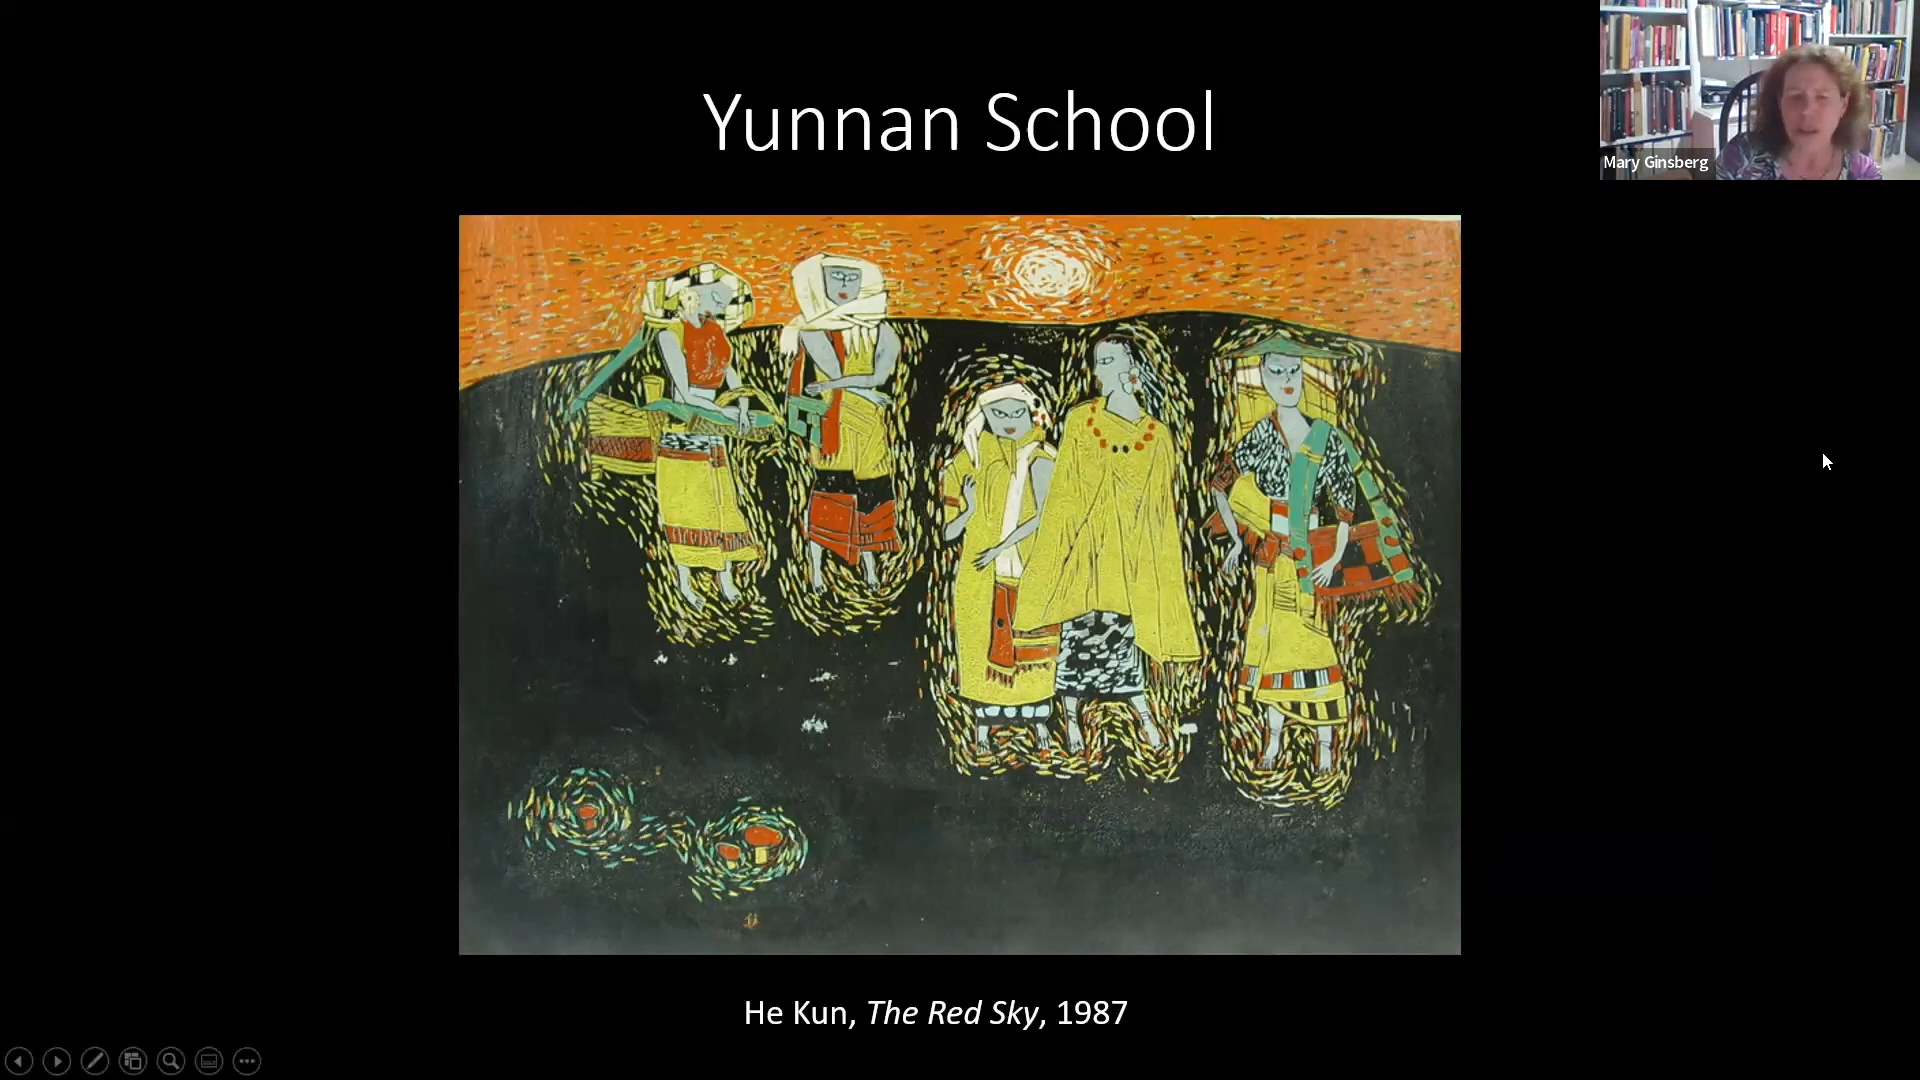 Yunnan School
Mary Ginsberg
He Kun, The Red Sky, 1987